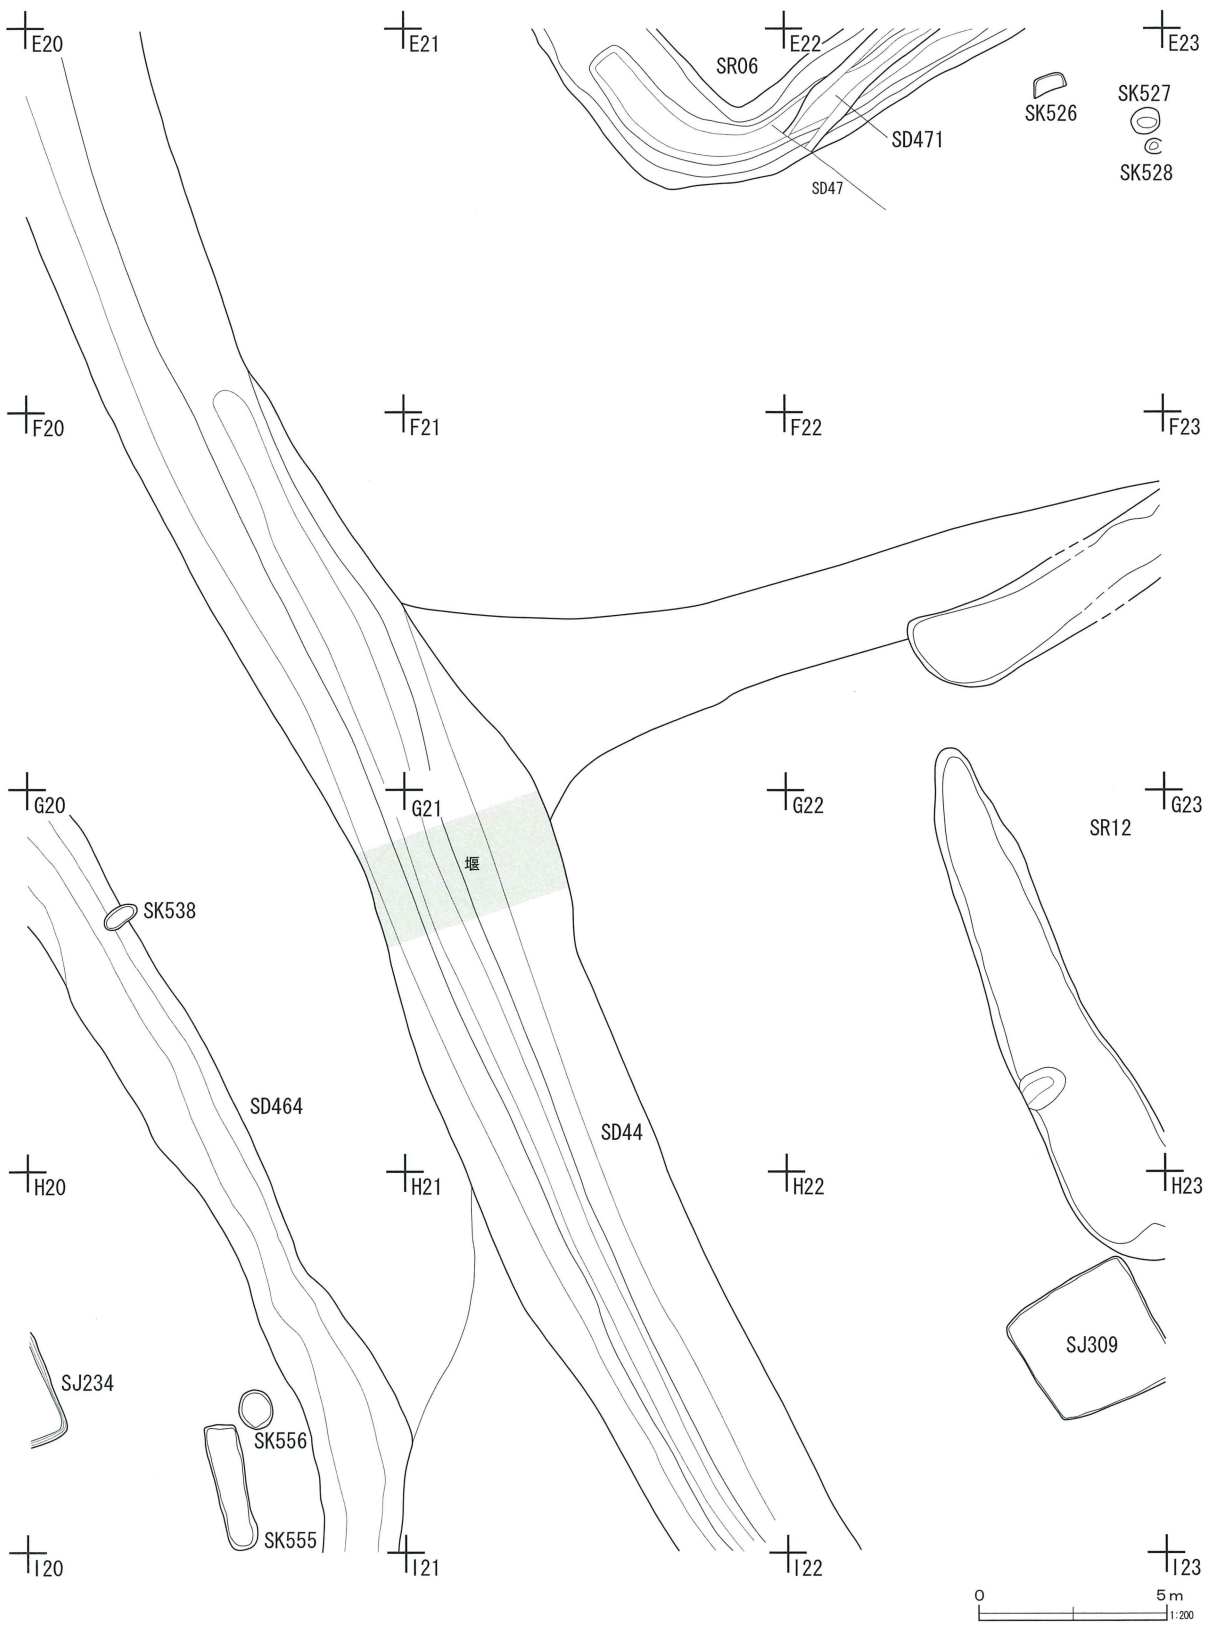 E20
E21
E22
E23
SR06
SK526
SK527
SD471
SK528
SD47
F20
F21
F22
F23
G20
G21
G22
G23
SR12
堰
SK538
SD464
SD44
H20
H21
H22
H23
SJ309
SJ234
SK556
SK555
I20
I21
I22
I23
0 5m
1:200